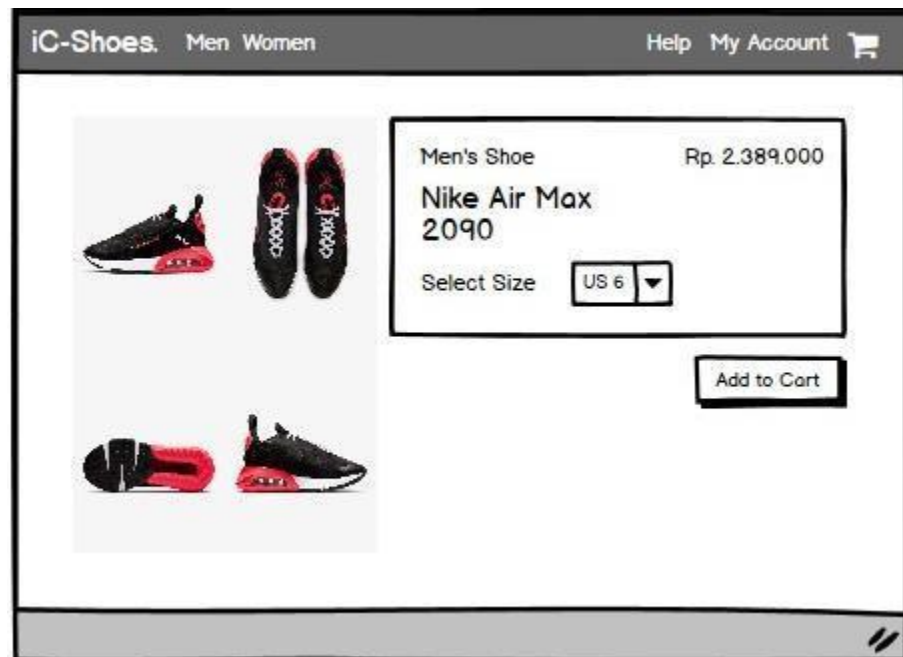 iC-Shoes. Men Women Help My Account
Men's Shoe Rp. 2.389.000
Nike Air Max
2090
Select Size US 6
Add to Cart